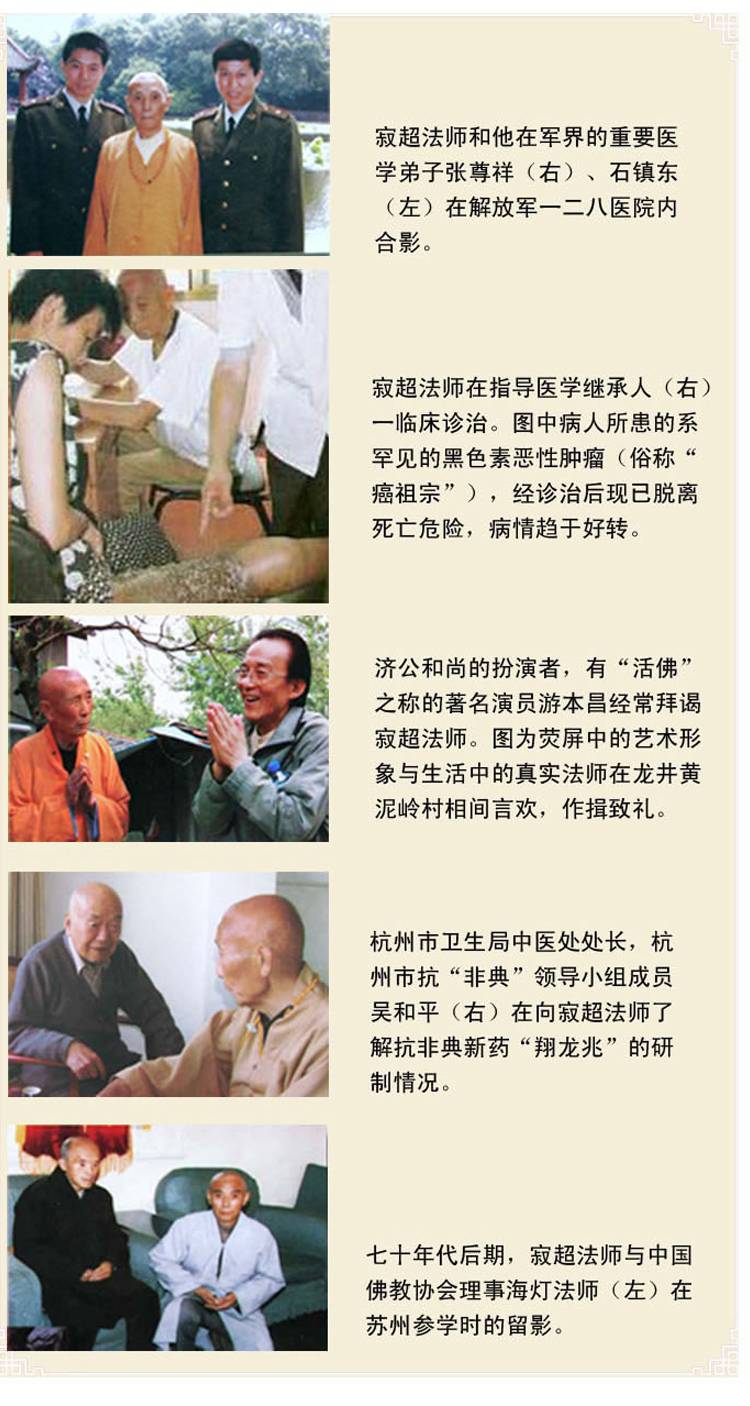 寂超法师和他在军界的重要医
学弟子张尊祥（右）、石镇东
（左）在解放军一二八医院内
合影。
寂超法师在指导医学继承人（右）
一临床诊治。图中病人所患的系
罕见的黑色素恶性肿瘤（俗称“
癌祖宗”），经诊治后现已脱离
死亡危险，病情趋于好转。
济公和尚的扮演者，有“活佛”
之称的著名演员游本昌经常拜谒
寂超法师。图为荧屏中的艺术形
象与生活中的真实法师在龙井黄
泥岭村相间言欢，作揖致礼。
杭州市卫生局中医处处长，杭
州市抗“非典”领导小组成员
吴和平（右）在向寂超法师了
解抗非典新药“翔龙兆”的研
制情况。
七十年代后期，寂超法师与中国
佛教协会理事海灯法师（左）在
苏州参学时的留影。